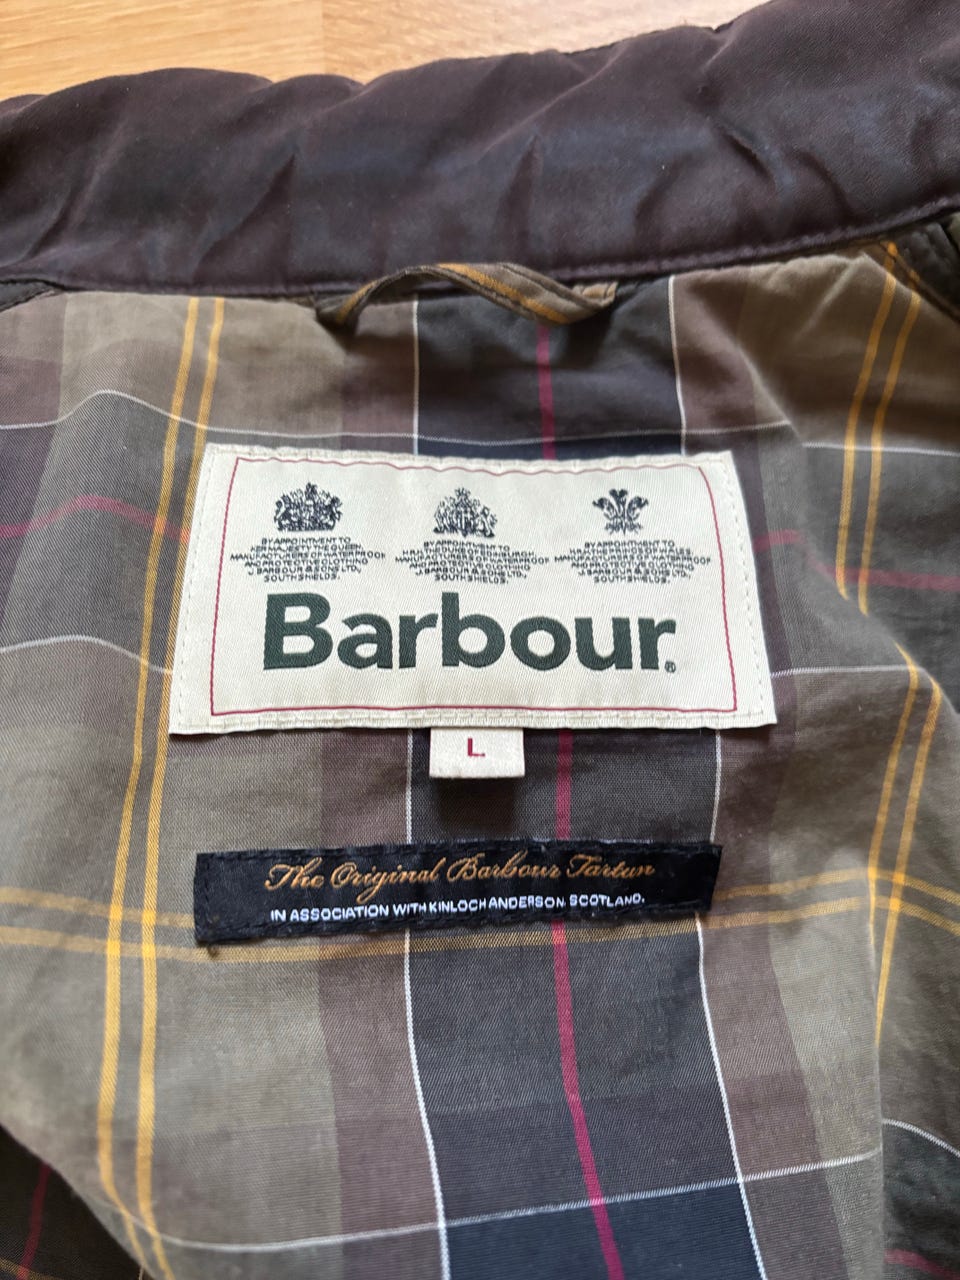 BY APPOINTMENT TO
HER MAJESTY THE QUEEN
MANUFACTURERS OF WATERPROOF
AND PROTECTIVE CLOTHING
J. BARBOUR & SONS LTD,
SOUTH SHIELDS.
BY APPOINTMENT TO
H.R.H. THE DUKE OF EDINBURGH
MANUFACTURERS OF WATERPROOF
AND PROTECTIVE CLOTHING
J. BARBOUR & SONS LTD,
SOUTH SHIELDS.
BY APPOINTMENT TO
H.R.H. THE PRINCE OF WALES
MANUFACTURERS OF WATERPROOF
AND PROTECTIVE CLOTHING
J. BARBOUR & SONS LTD,
SOUTH SHIELDS.
Barbour®
L
The Original Barbour Tartan
IN ASSOCIATION WITH KINLOCH ANDERSON, SCOTLAND.